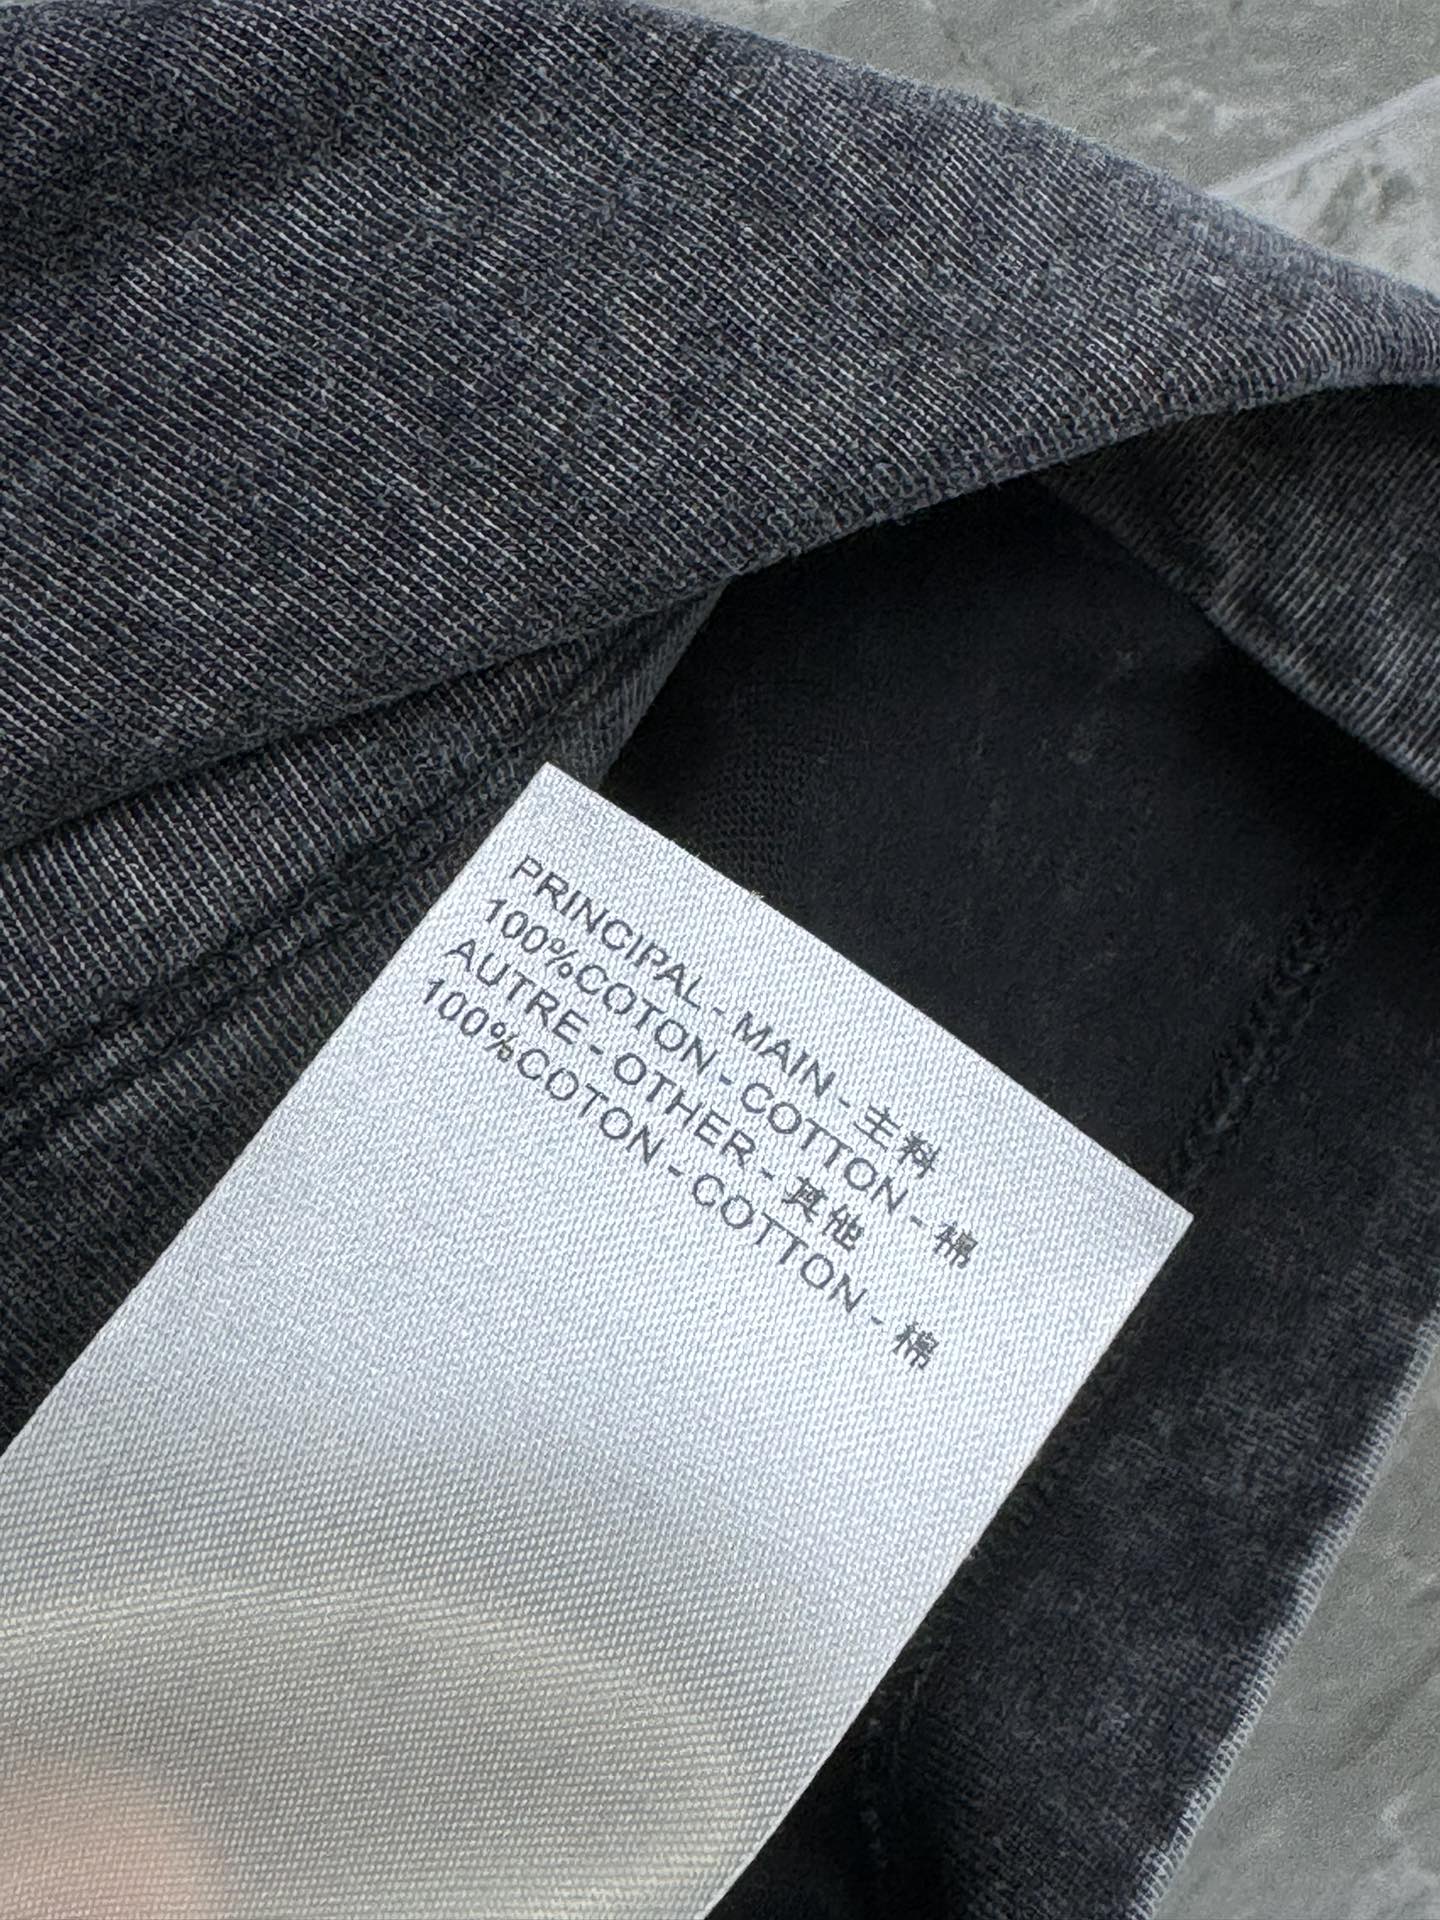 PRINCIPAL - MAIN - 主料
100%COTON - COTTON - 棉
AUTRE - OTHER - 其他
100%COTON - COTTON - 棉